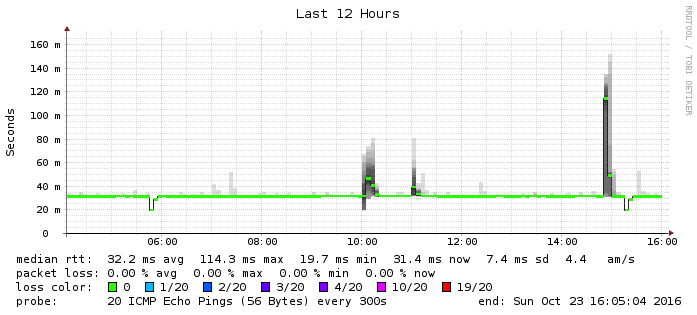 Last 12 Hours
RRDTOOL / TOBI OETIKER
Seconds
160 m
140 m
120 m
100 m
80 m
60 m
40 m
20 m
0
06:00 08:00 10:00 12:00 14:00 16:00
median rtt: 32.2 ms avg 114.3 ms max 19.7 ms min 31.4 ms now 7.4 ms sd 4.4 am/s
packet loss: 0.00 % avg 0.00 % max 0.00 % min 0.00 % now
loss color: 0 1/20 2/20 3/20 4/20 10/20 19/20
probe: 20 ICMP Echo Pings (56 Bytes) every 300s end: Sun Oct 23 16:05:04 2016